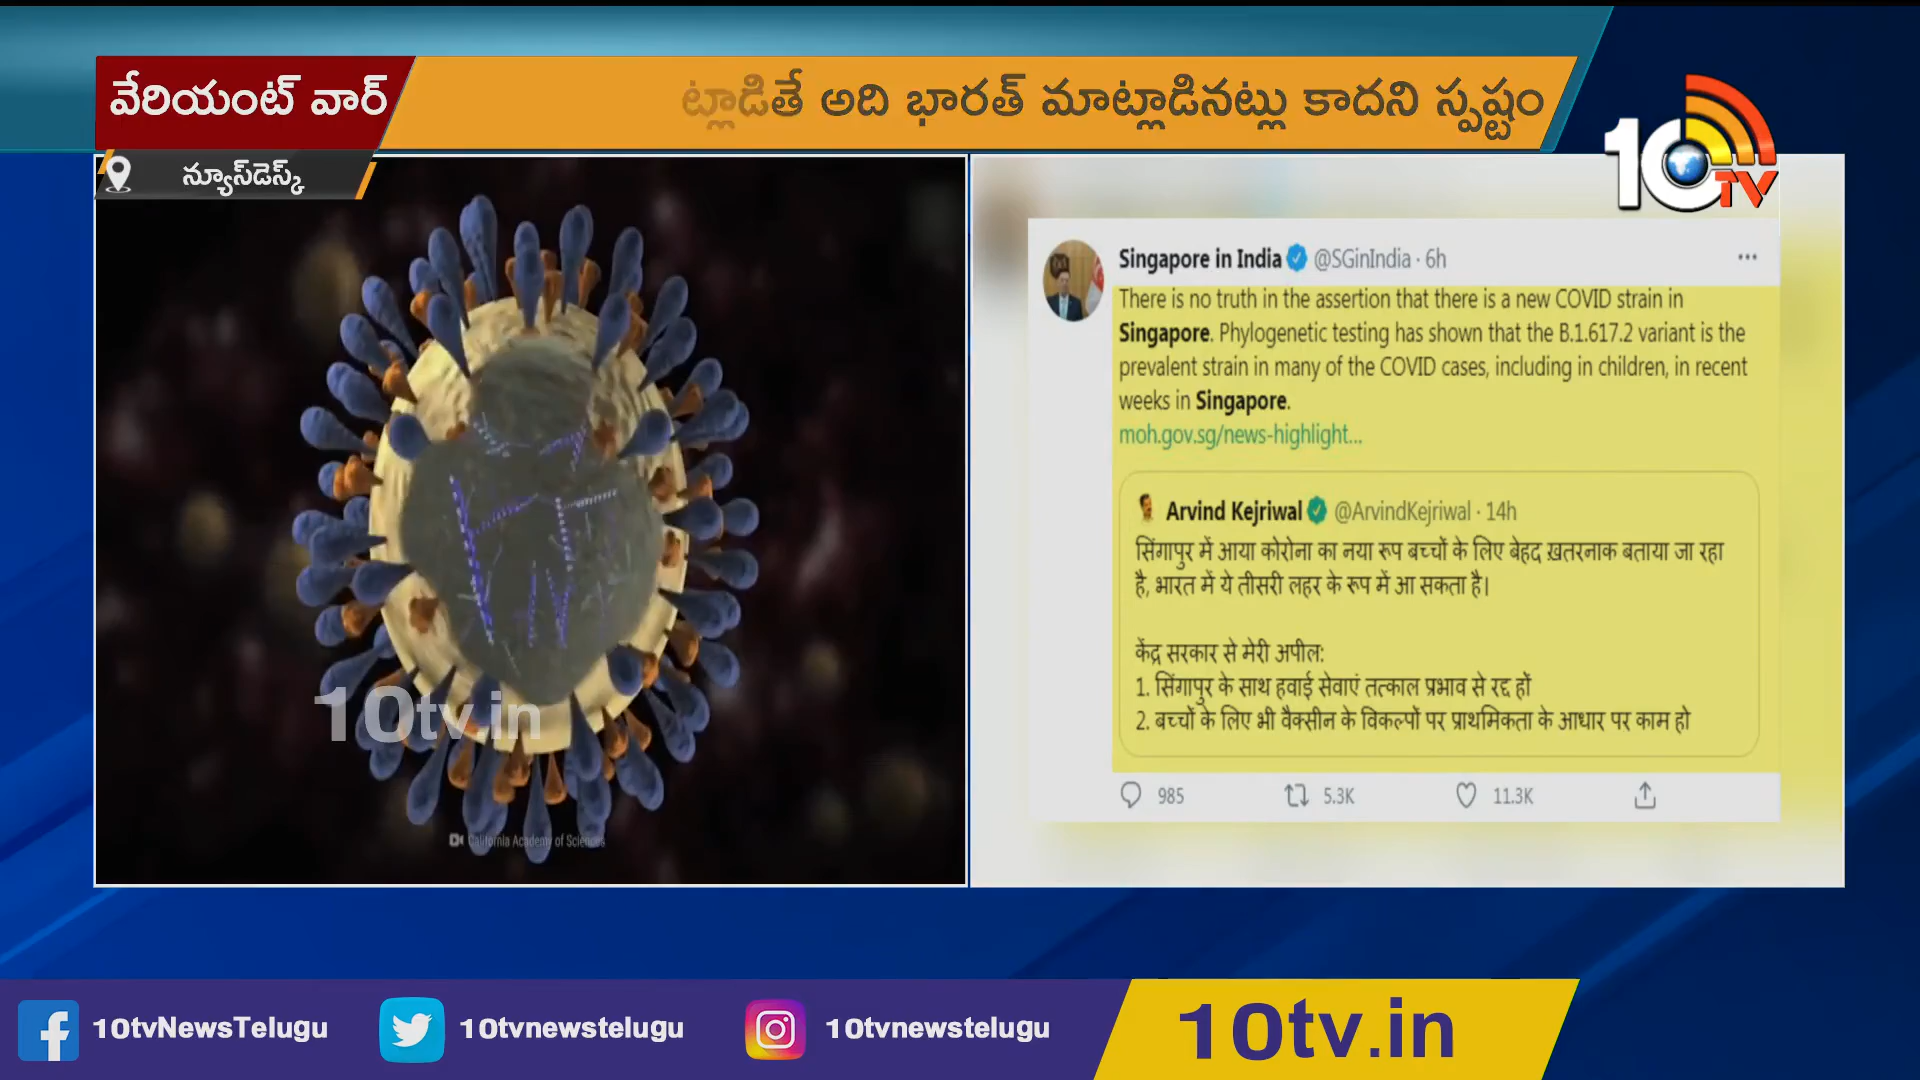 వేరియంట్ వార్
ట్లాడితే అది భారత్ మాట్లాడినట్లు కాదని స్పష్టం
న్యూస్‌డెస్క్
10TV
Singapore in India @SGinIndia · 6h
There is no truth in the assertion that there is a new COVID strain in
Singapore. Phylogenetic testing has shown that the B.1.617.2 variant is the
prevalent strain in many of the COVID cases, including in children, in recent
weeks in Singapore.
moh.gov.sg/news-highlight...
Arvind Kejriwal @ArvindKejriwal · 14h
सिंगापुर में आया कोरोना का नया रूप बच्चों के लिए बेहद ख़तरनाक बताया जा रहा
है, भारत में ये तीसरी लहर के रूप में आ सकता है।
केंद्र सरकार से मेरी अपील:
1. सिंगापुर के साथ हवाई सेवाएं तत्काल प्रभाव से रद्द हों
2. बच्चों के लिए भी वैक्सीन के विकल्पों पर प्राथमिकता के आधार पर काम हो
985 5.3K 11.3K
10tv.in
California Academy of Sciences
10tvNewsTelugu 10tvnewstelugu 10tvnewstelugu 10tv.in